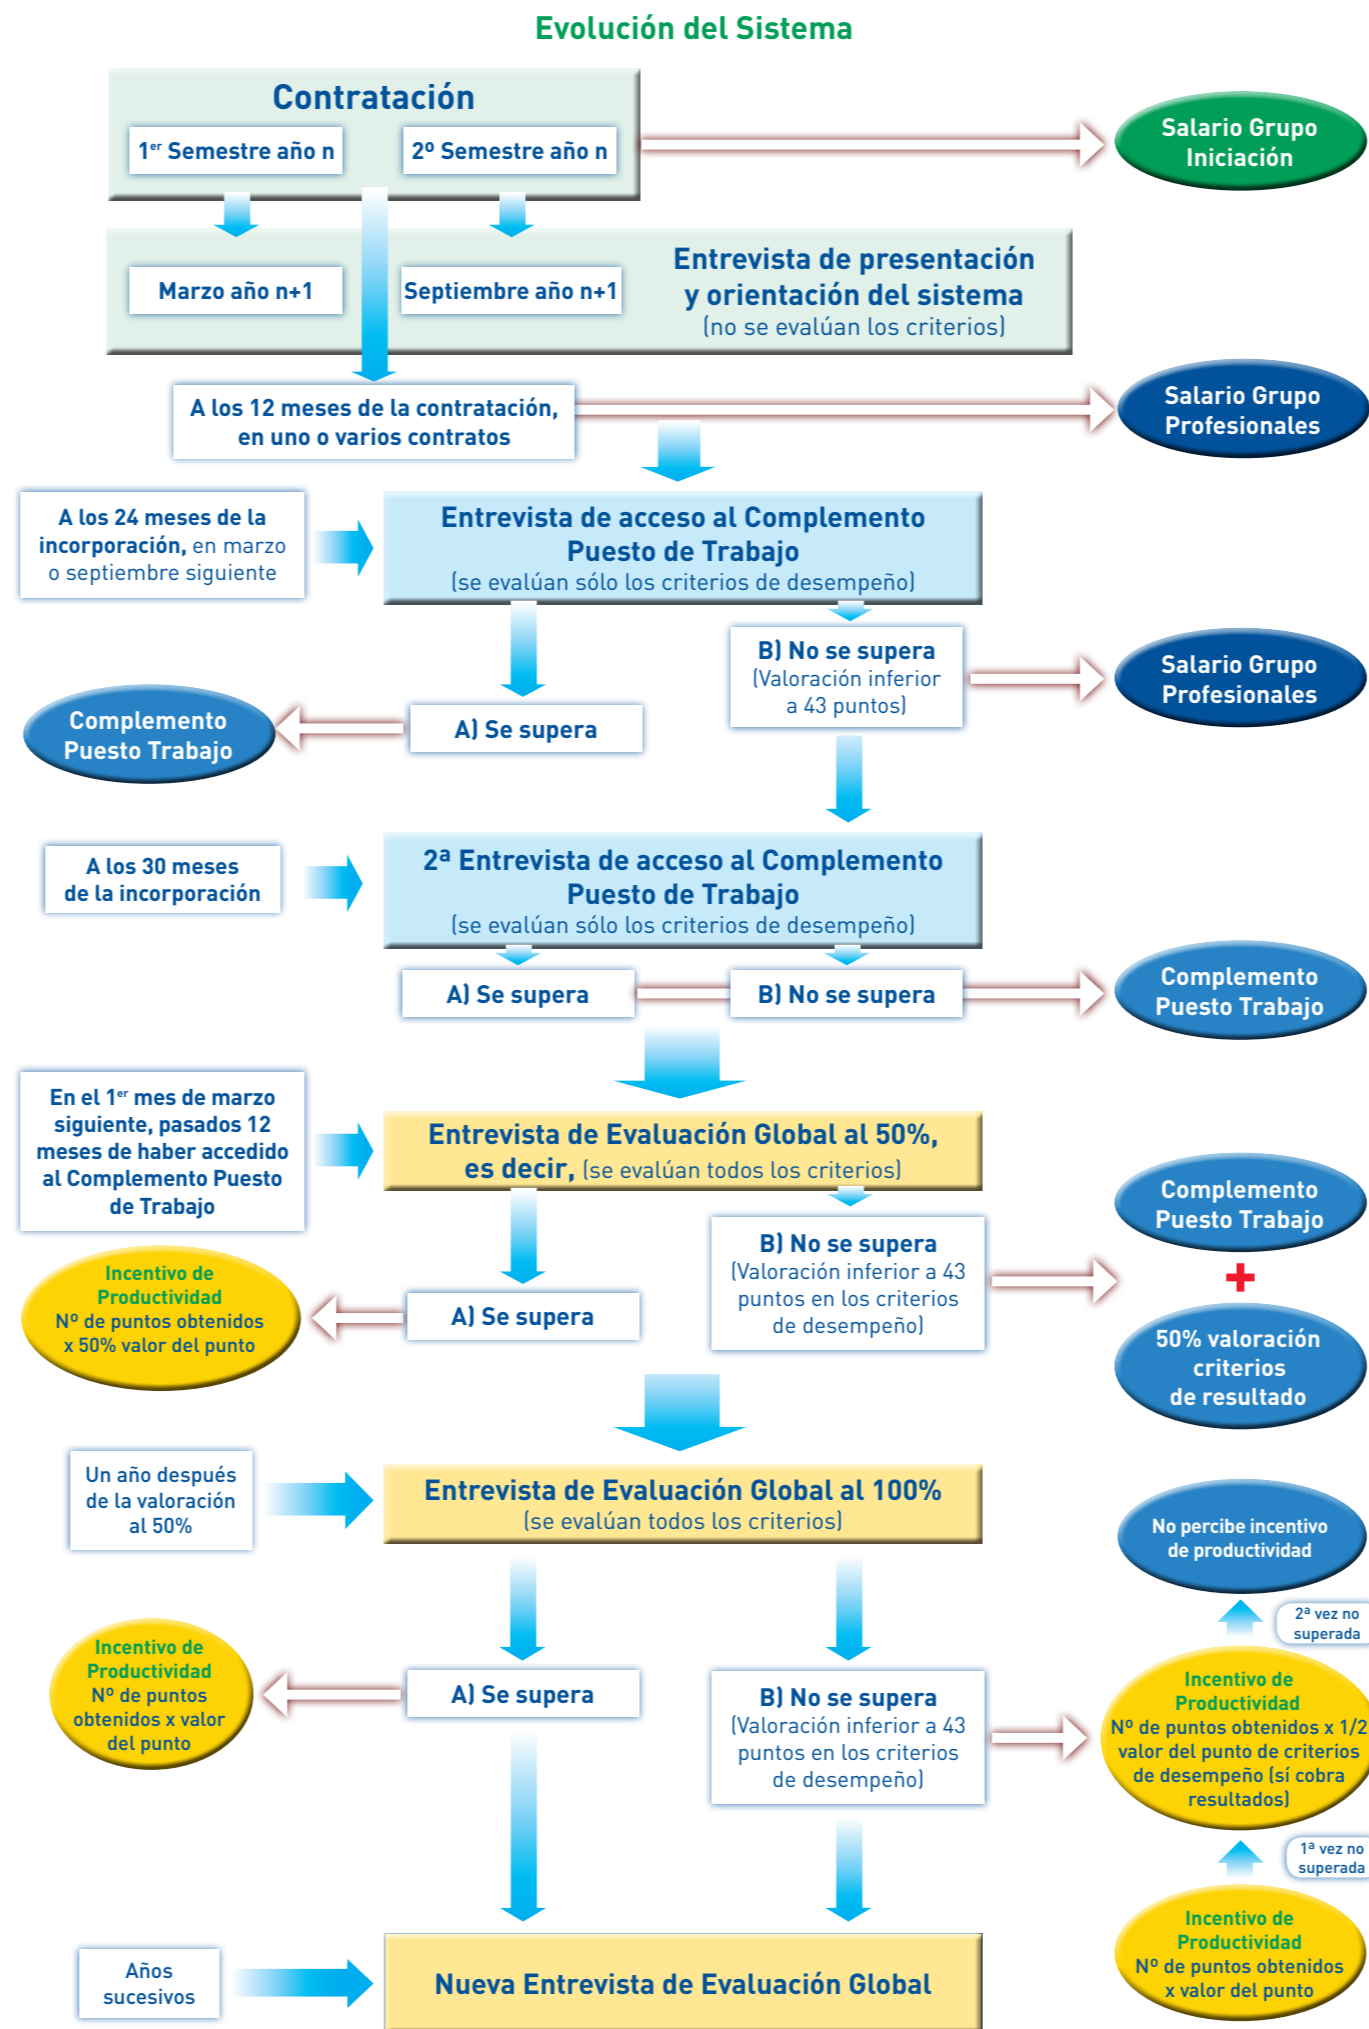 Evolución del Sistema
Contratación
1er Semestre año n
2º Semestre año n
Salario Grupo
Iniciación
Marzo año n+1
Septiembre año n+1
Entrevista de presentación
y orientación del sistema
(no se evalúan los criterios)
A los 12 meses de la contratación,
en uno o varios contratos
Salario Grupo
Profesionales
A los 24 meses de la
incorporación, en marzo
o septiembre siguiente
Entrevista de acceso al Complemento
Puesto de Trabajo
(se evalúan sólo los criterios de desempeño)
B) No se supera
(Valoración inferior
a 43 puntos)
Salario Grupo
Profesionales
A) Se supera
Complemento
Puesto Trabajo
A los 30 meses
de la incorporación
2ª Entrevista de acceso al Complemento
Puesto de Trabajo
(se evalúan sólo los criterios de desempeño)
A) Se supera
B) No se supera
Complemento
Puesto Trabajo
En el 1er mes de marzo
siguiente, pasados 12
meses de haber accedido
al Complemento Puesto
de Trabajo
Entrevista de Evaluación Global al 50%,
es decir, (se evalúan todos los criterios)
A) Se supera
Incentivo de
Productividad
Nº de puntos obtenidos
x 50% valor del punto
B) No se supera
(Valoración inferior a 43
puntos en los criterios
de desempeño)
Complemento
Puesto Trabajo
+
50% valoración
criterios
de resultado
Un año después
de la valoración
al 50%
Entrevista de Evaluación Global al 100%
(se evalúan todos los criterios)
No percibe incentivo
de productividad
2ª vez no
superada
Incentivo de
Productividad
Nº de puntos
obtenidos x valor
del punto
A) Se supera
B) No se supera
(Valoración inferior a 43
puntos en los criterios
de desempeño)
Incentivo de
Productividad
Nº de puntos obtenidos x 1/2
valor del punto de criterios
de desempeño (sí cobra
resultados)
1ª vez no
superada
Incentivo de
Productividad
Nº de puntos obtenidos
x valor del punto
Años
sucesivos
Nueva Entrevista de Evaluación Global